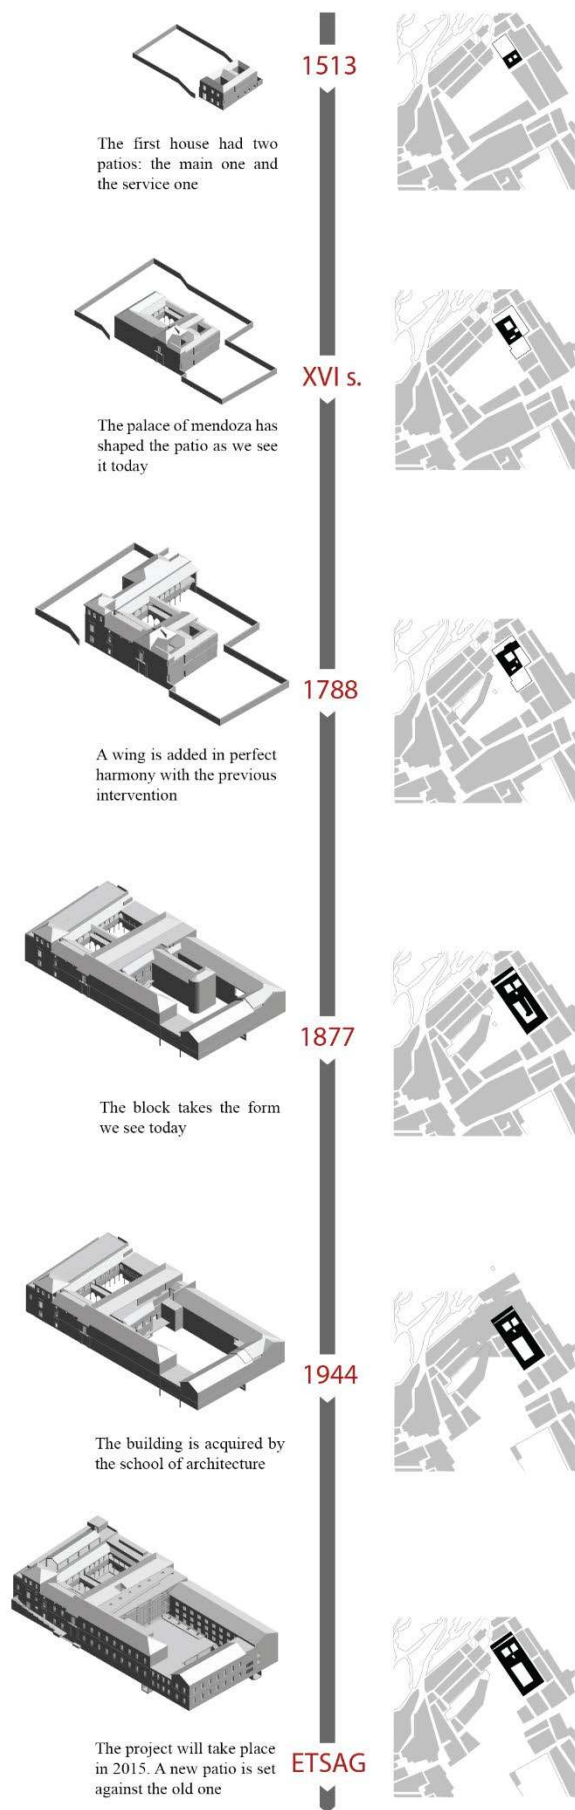 1513
The first house had two
patios: the main one and
the service one
XVI s.
The palace of mendoza has
shaped the patio as we see
it today
1788
A wing is added in perfect
harmony with the previous
intervention
1877
The block takes the form
we see today
1944
The building is acquired by
the school of architecture
The project will take place
in 2015. A new patio is set
against the old one
ETSAG